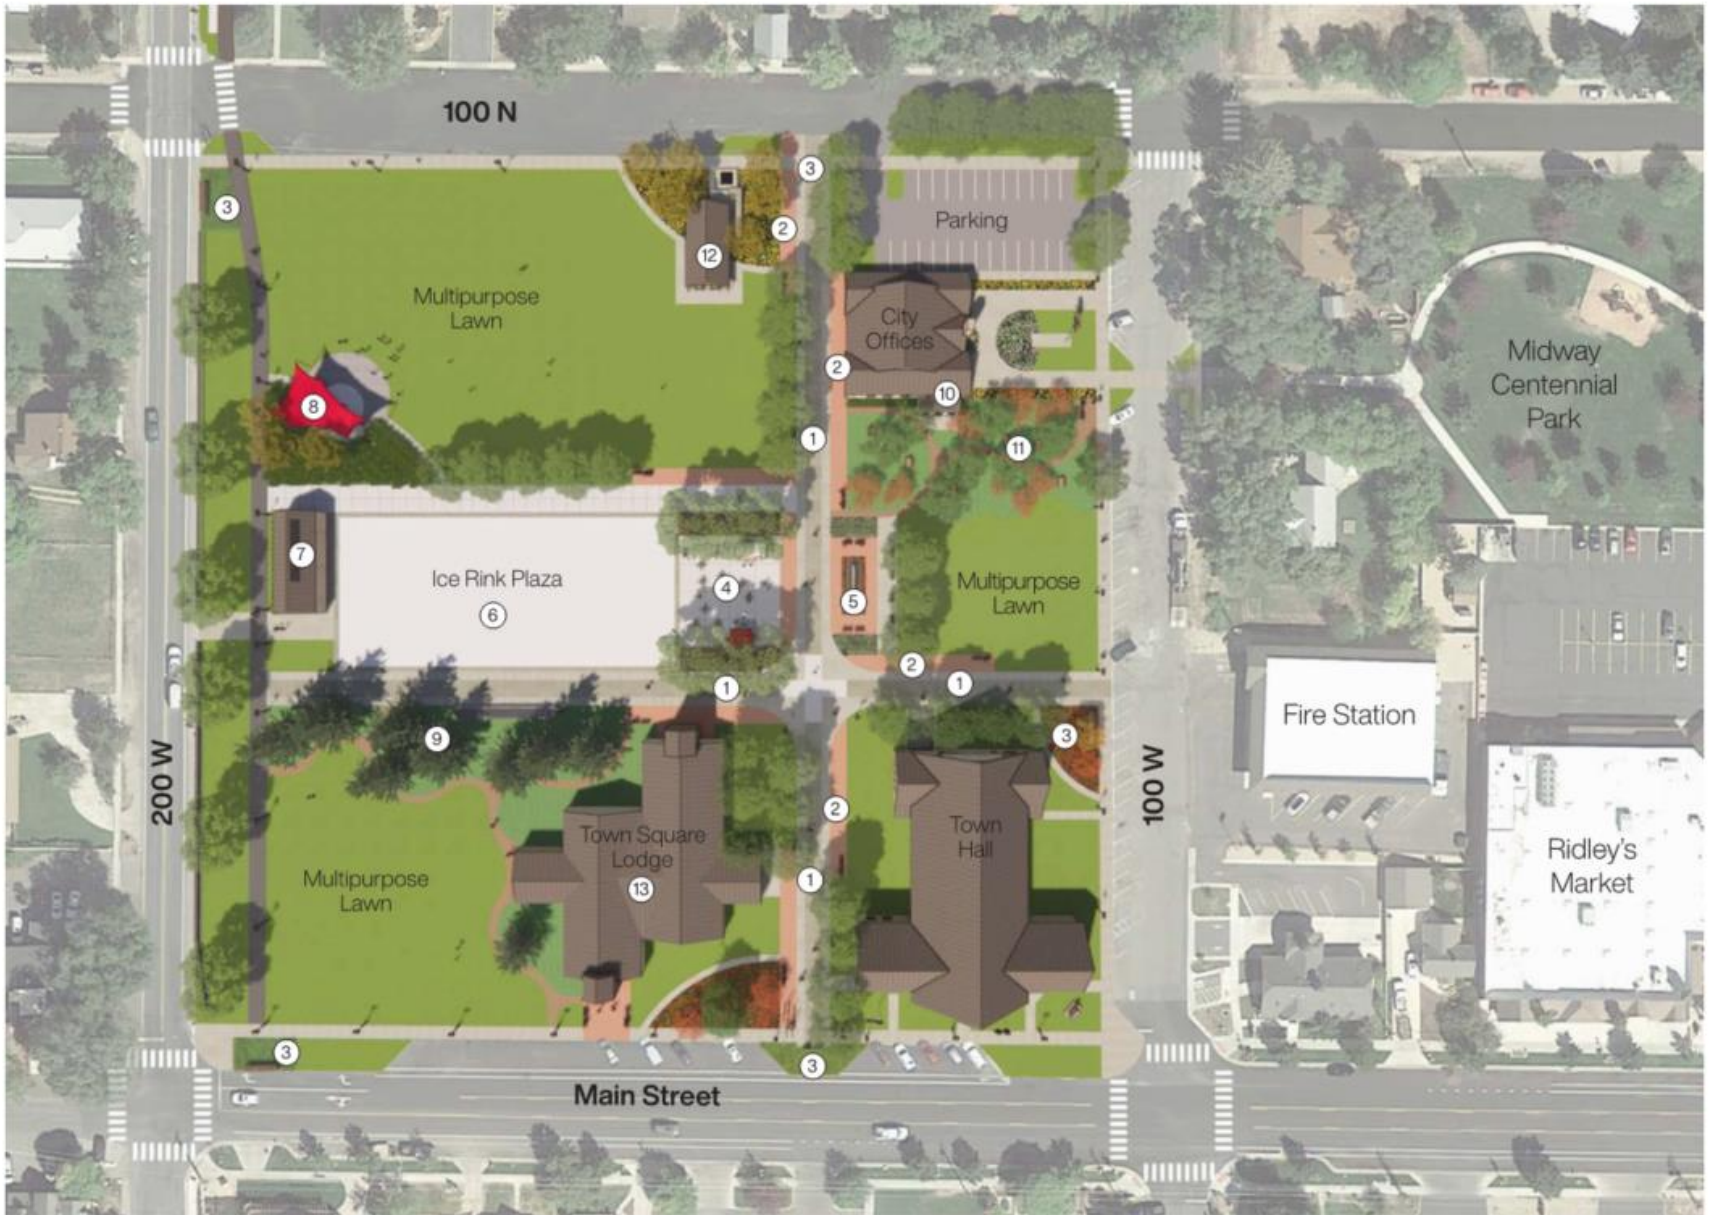 100 N
3
3
Parking
2
12
Multipurpose
Lawn
City
Offices
2
10
8
1
11
Midway
Centennial
Park
7
Ice Rink Plaza
6
4
5
Multipurpose
Lawn
2
1
1
9
3
Fire Station
200 W
100 W
Town Square
Lodge
13
2
Town
Hall
1
Multipurpose
Lawn
Ridley's
Market
3
3
Main Street